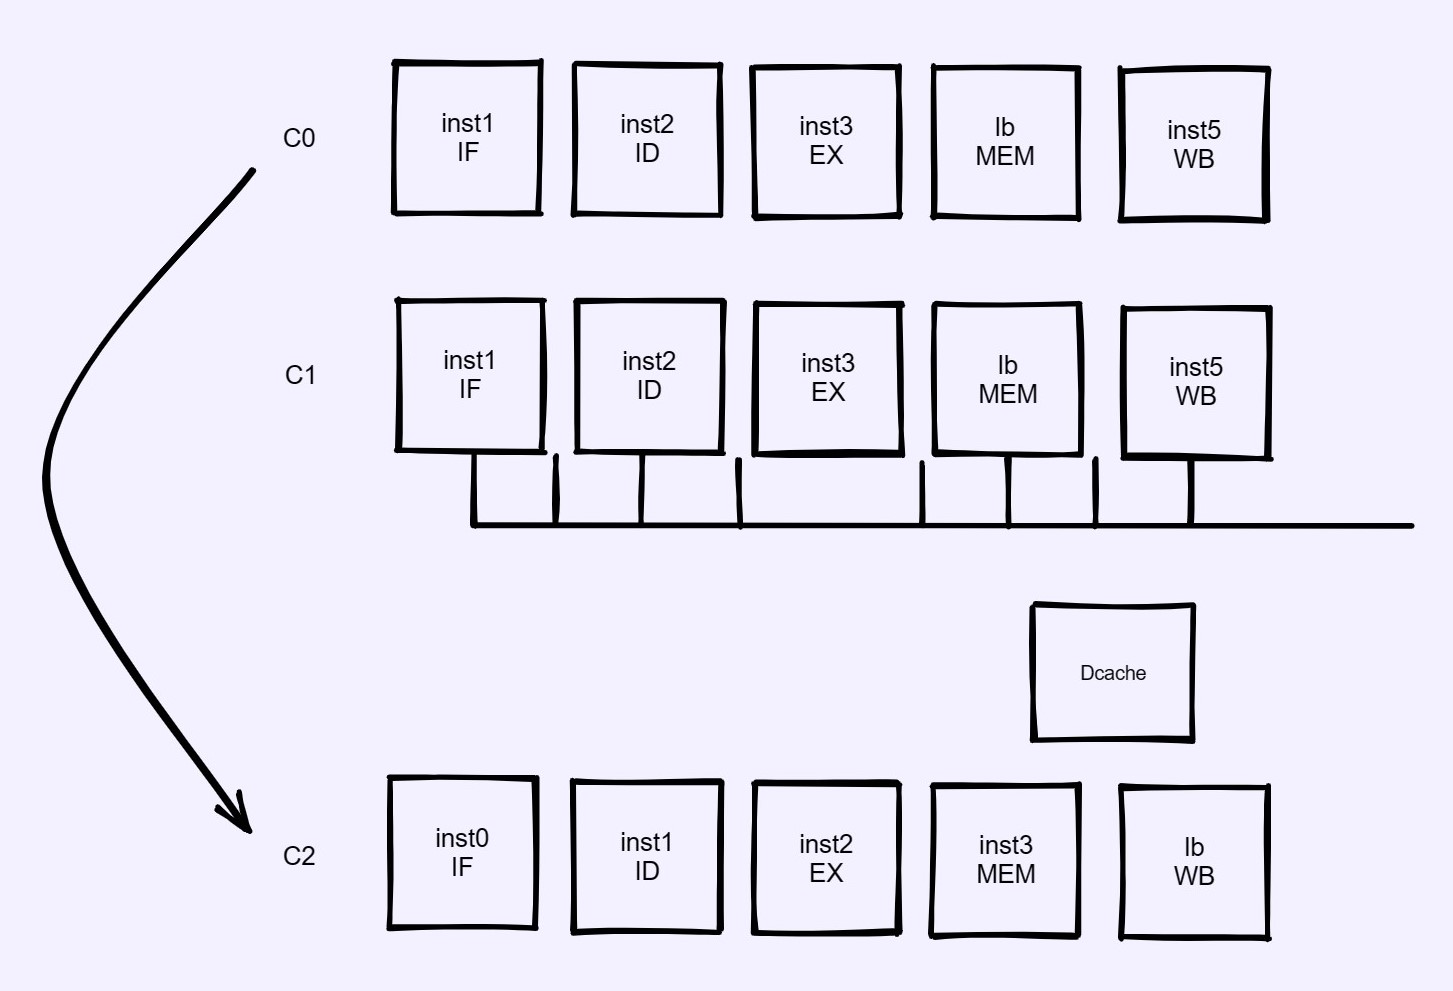 C0
inst1
IF
inst2
ID
inst3
EX
lb
MEM
inst5
WB
C1
inst1
IF
inst2
ID
inst3
EX
lb
MEM
inst5
WB
Dcache
C2
inst0
IF
inst1
ID
inst2
EX
inst3
MEM
lb
WB